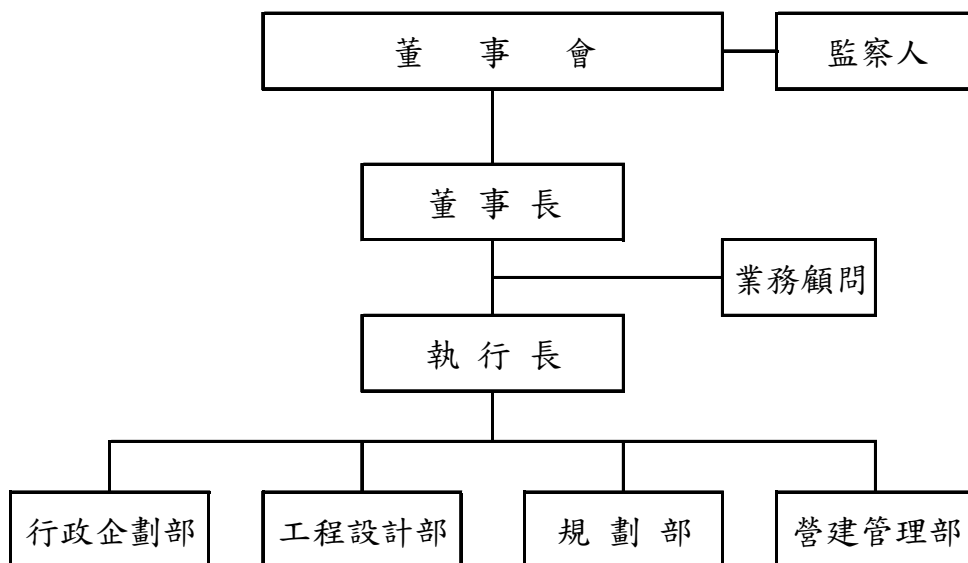 董事會
監察人
董事長
業務顧問
執行長
行政企劃部
工程設計部
規劃部
營建管理部